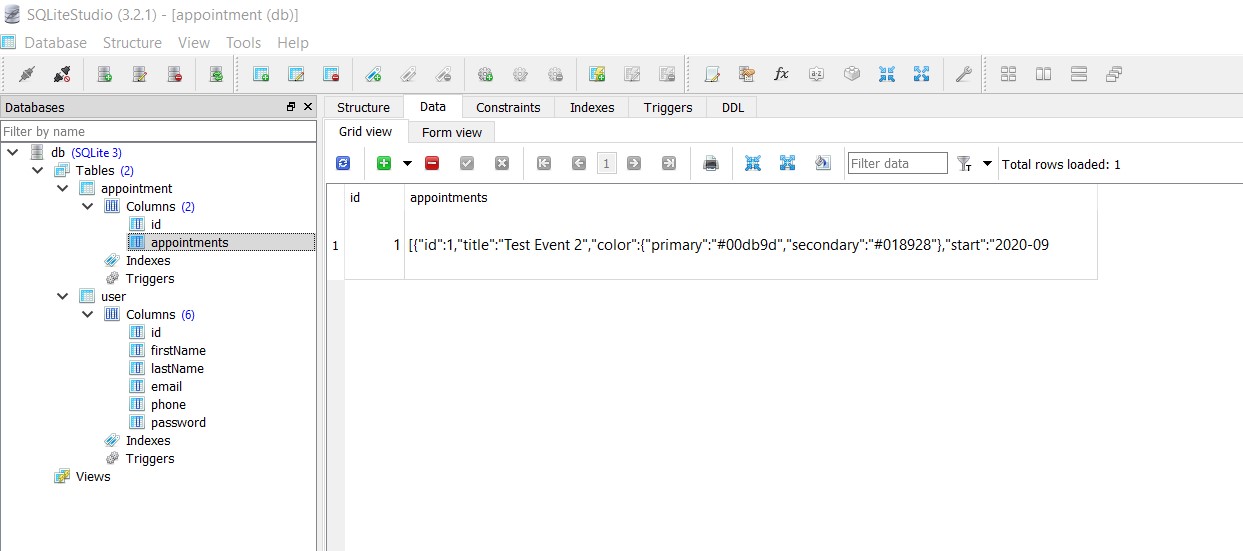 SQLiteStudio (3.2.1) - [appointment (db)]
Database Structure View Tools Help
Databases
Filter by name
db (SQLite 3)
Tables (2)
appointment
Columns (2)
id
appointments
Indexes
Triggers
user
Columns (6)
id
firstName
lastName
email
phone
password
Indexes
Triggers
Views
Structure Data Constraints Indexes Triggers DDL
Grid view Form view
1 Filter data Total rows loaded: 1
id appointments
1 1 [{"id":1,"title":"Test Event 2","color":{"primary":"#00db9d","secondary":"#018928"},"start":"2020-09